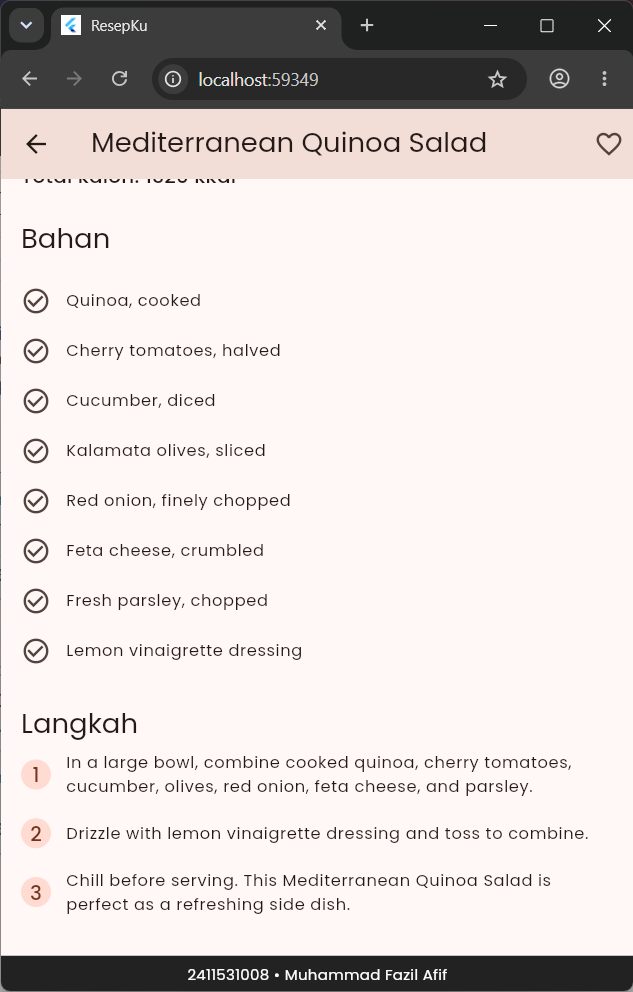 ResepKu
localhost:59349
Mediterranean Quinoa Salad
Bahan
Quinoa, cooked
Cherry tomatoes, halved
Cucumber, diced
Kalamata olives, sliced
Red onion, finely chopped
Feta cheese, crumbled
Fresh parsley, chopped
Lemon vinaigrette dressing
Langkah
1 In a large bowl, combine cooked quinoa, cherry tomatoes,
cucumber, olives, red onion, feta cheese, and parsley.
2 Drizzle with lemon vinaigrette dressing and toss to combine.
3 Chill before serving. This Mediterranean Quinoa Salad is
perfect as a refreshing side dish.
2411531008 • Muhammad Fazil Afif